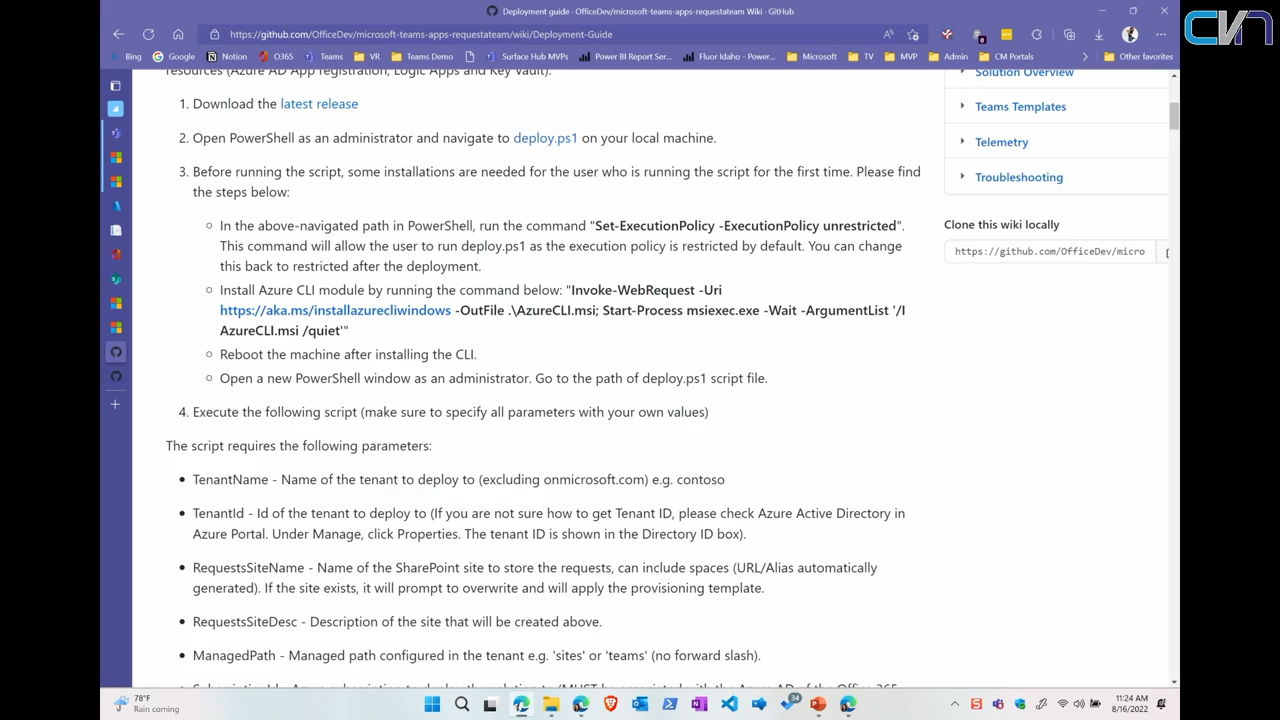 Deployment guide · OfficeDev/microsoft-teams-apps-requestateam Wiki · GitHub
https://github.com/OfficeDev/microsoft-teams-apps-requestateam/wiki/Deployment-Guide
Bing Google Notion O365 Teams VR Teams Demo Surface Hub MVPs Power BI Report Ser... Fluor Idaho - Power... Microsoft TV MVP Admin CM Portals Other favorites
CVN
resources (Azure AD App registration, Logic Apps and Key Vault).
1. Download the latest release
2. Open PowerShell as an administrator and navigate to deploy.ps1 on your local machine.
3. Before running the script, some installations are needed for the user who is running the script for the first time. Please find
the steps below:
In the above-navigated path in PowerShell, run the command "Set-ExecutionPolicy -ExecutionPolicy unrestricted".
This command will allow the user to run deploy.ps1 as the execution policy is restricted by default. You can change
this back to restricted after the deployment.
Install Azure CLI module by running the command below: "Invoke-WebRequest -Uri
https://aka.ms/installazurecliwindows -OutFile .\AzureCLI.msi; Start-Process msiexec.exe -Wait -ArgumentList '/I
AzureCLI.msi /quiet'"
Reboot the machine after installing the CLI.
Open a new PowerShell window as an administrator. Go to the path of deploy.ps1 script file.
4. Execute the following script (make sure to specify all parameters with your own values)
The script requires the following parameters:
TenantName - Name of the tenant to deploy to (excluding onmicrosoft.com) e.g. contoso
TenantId - Id of the tenant to deploy to (If you are not sure how to get Tenant ID, please check Azure Active Directory in
Azure Portal. Under Manage, click Properties. The tenant ID is shown in the Directory ID box).
RequestsSiteName - Name of the SharePoint site to store the requests, can include spaces (URL/Alias automatically
generated). If the site exists, it will prompt to overwrite and will apply the provisioning template.
RequestsSiteDesc - Description of the site that will be created above.
ManagedPath - Managed path configured in the tenant e.g. 'sites' or 'teams' (no forward slash).
Solution Overview
Teams Templates
Telemetry
Troubleshooting
Clone this wiki locally
https://github.com/OfficeDev/micro
78°F
Rain coming
34
11:24 AM
8/16/2022